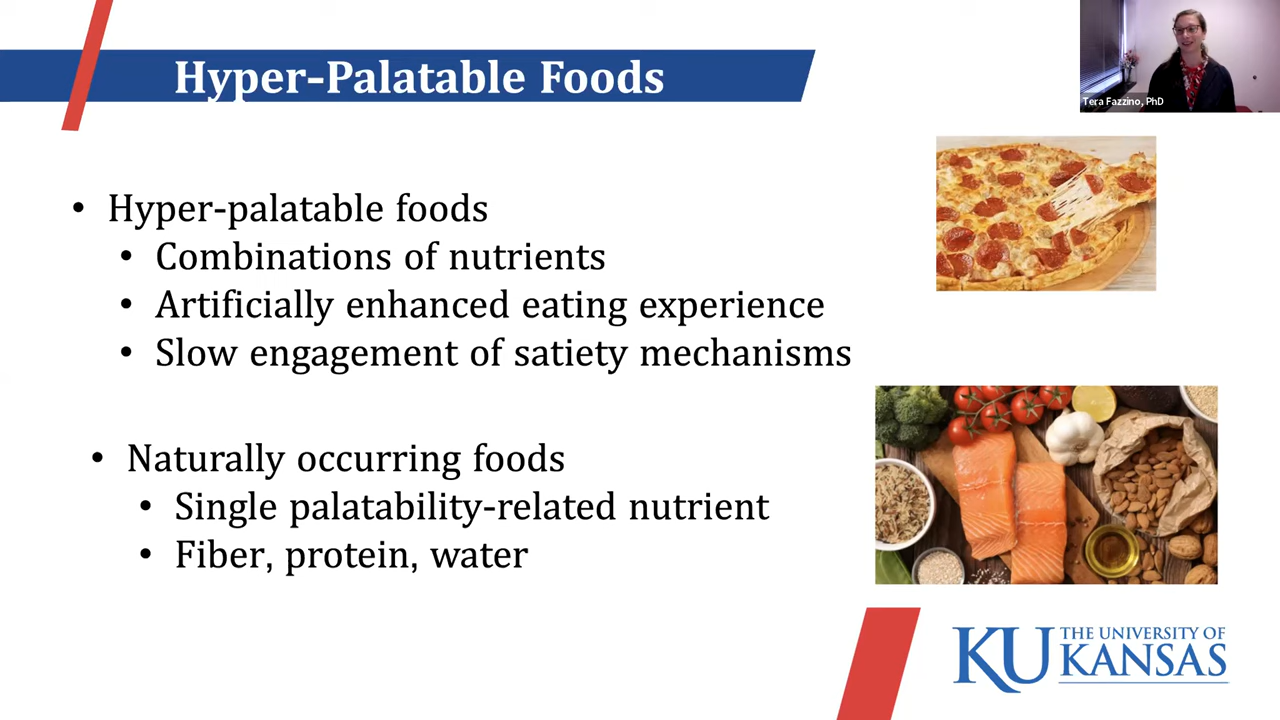 Hyper-Palatable Foods
Tera Fazzino, PhD
• Hyper-palatable foods
• Combinations of nutrients
• Artificially enhanced eating experience
• Slow engagement of satiety mechanisms
• Naturally occurring foods
• Single palatability-related nutrient
• Fiber, protein, water
KU THE UNIVERSITY OF
KANSAS